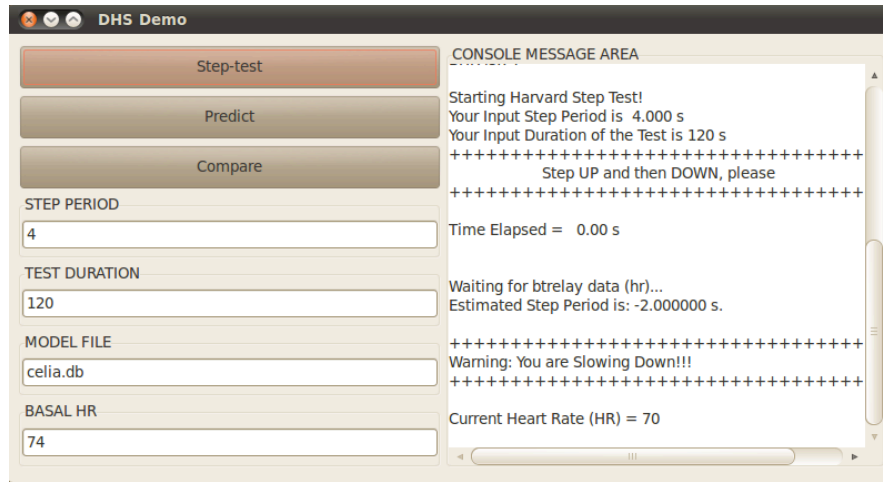 DHS Demo
Step-test
Predict
Compare
STEP PERIOD
4
TEST DURATION
120
MODEL FILE
celia.db
BASAL HR
74
CONSOLE MESSAGE AREA
Starting Harvard Step Test!
Your Input Step Period is  4.000 s
Your Input Duration of the Test is 120 s
++++++++++++++++++++++++++++++++++
Step UP and then DOWN, please
++++++++++++++++++++++++++++++++++
Time Elapsed =   0.00 s
Waiting for btrelay data (hr)...
Estimated Step Period is: -2.000000 s.
++++++++++++++++++++++++++++++++++
Warning: You are Slowing Down!!!
++++++++++++++++++++++++++++++++++
Current Heart Rate (HR) = 70